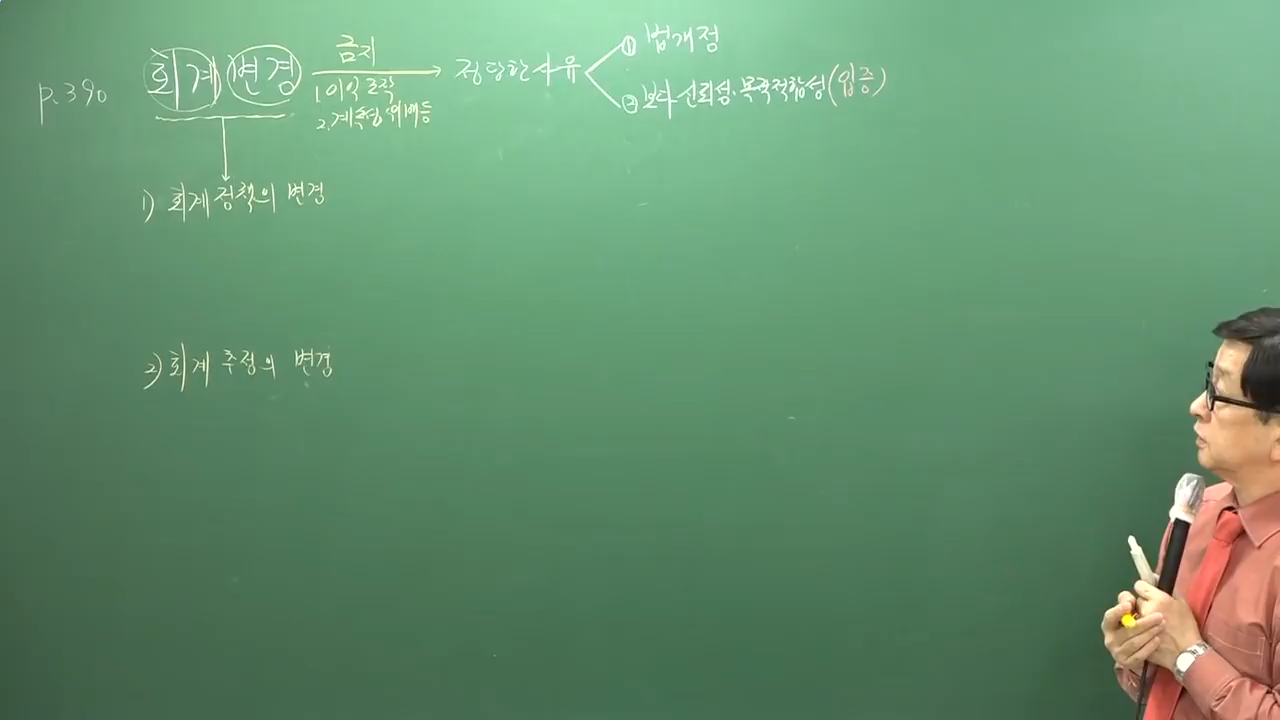 p.390
회계변경
금지
1. 이익조작
2. 계속성 위배등
정당한 사유
① 법개정
② 보다 신뢰성·목적적합성(입증)
1) 회계정책의 변경
2) 회계 추정의 변경